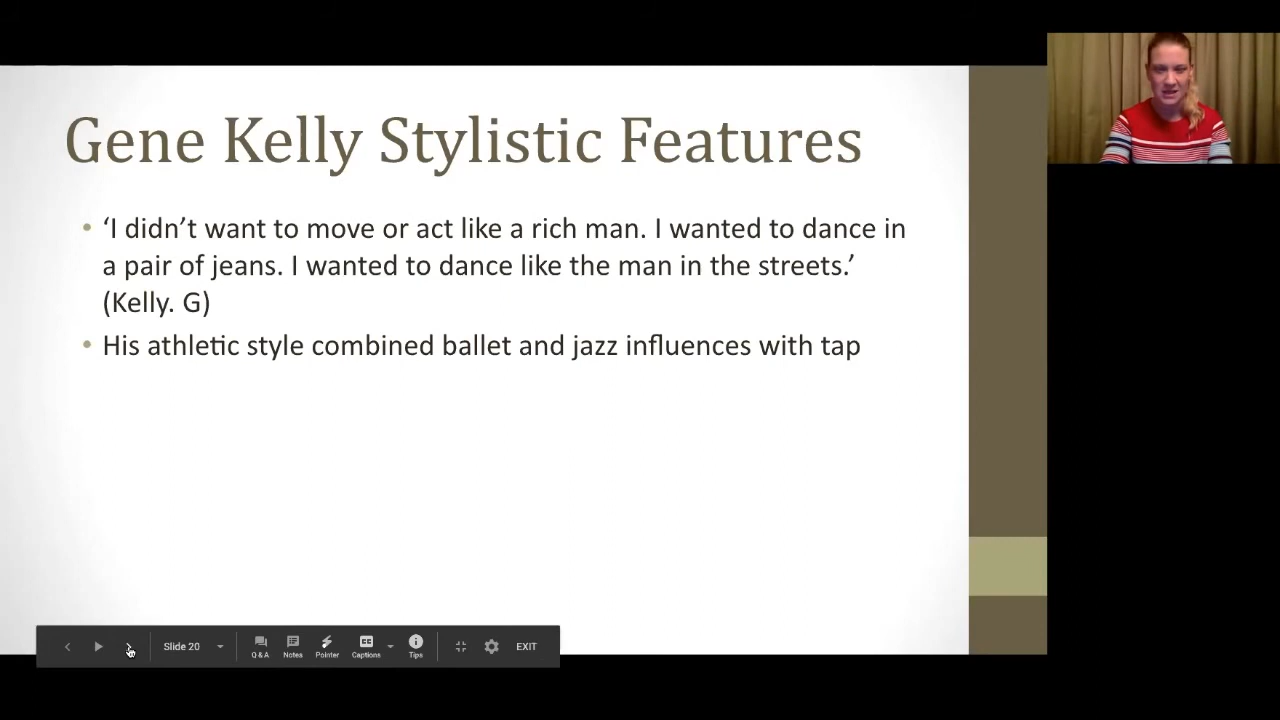 Gene Kelly Stylistic Features
• ‘I didn’t want to move or act like a rich man. I wanted to dance in
a pair of jeans. I wanted to dance like the man in the streets.’
(Kelly. G)
• His athletic style combined ballet and jazz influences with tap
Slide 20
Q & A
Notes
Pointer
Captions
Tips
EXIT